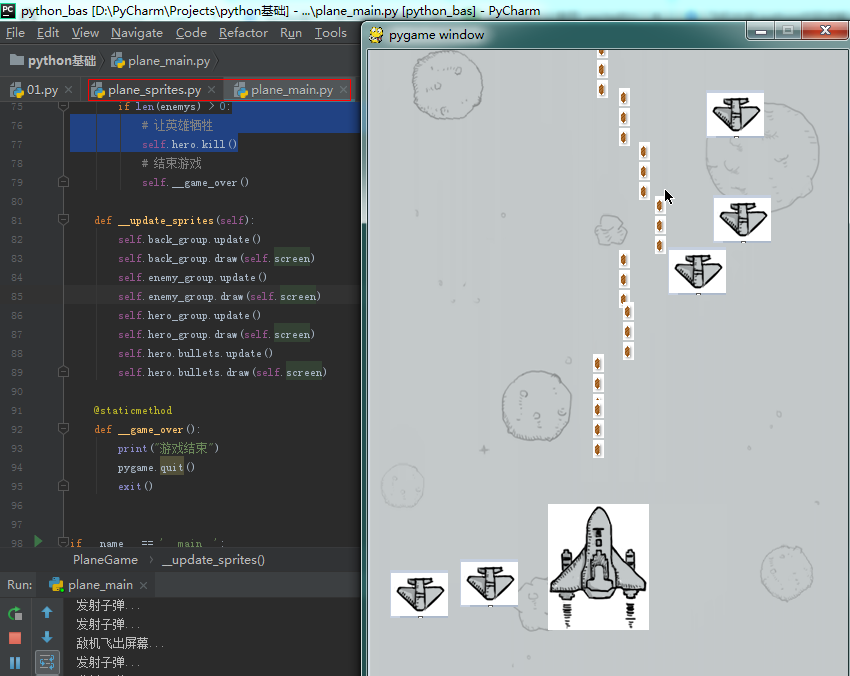 python_bas [D:\PyCharm\Projects\python基础] - ...\plane_main.py [python_bas] - PyCharm
File Edit View Navigate Code Refactor Run Tools
pygame window
python基础 plane_main.py
01.py plane_sprites.py plane_main.py
75 if len(enemys) > 0:
76 # 让英雄牺牲
77 self.hero.kill()
78 # 结束游戏
79 self.__game_over()
80
81 def __update_sprites(self):
82 self.back_group.update()
83 self.back_group.draw(self.screen)
84 self.enemy_group.update()
85 self.enemy_group.draw(self.screen)
86 self.hero_group.update()
87 self.hero_group.draw(self.screen)
88 self.hero.bullets.update()
89 self.hero.bullets.draw(self.screen)
90
91 @staticmethod
92 def __game_over():
93 print("游戏结束")
94 pygame.quit()
95 exit()
96
97
98 if __name__ == '__main__':
PlaneGame __update_sprites()
Run: plane_main
发射子弹...
发射子弹...
敌机飞出屏幕...
发射子弹...